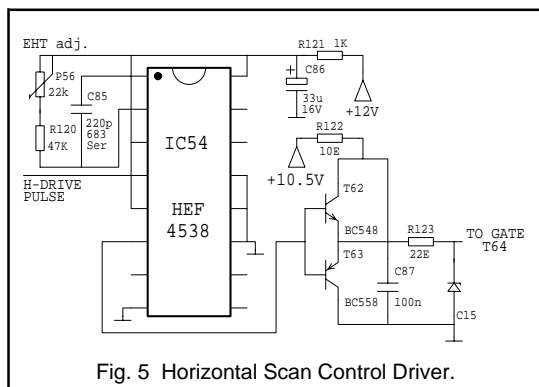 EHT adj.
P56
22k
C85
220p
683
Ser
R120
47K
H-DRIVE
PULSE
IC54
HEF
4538
R121 1K
C86
33u
16V
+12V
R122
10E
+10.5V
T62
BC548
T63
BC558
R123
22E
C87
100n
TO GATE
T64
C15
Fig. 5 Horizontal Scan Control Driver.